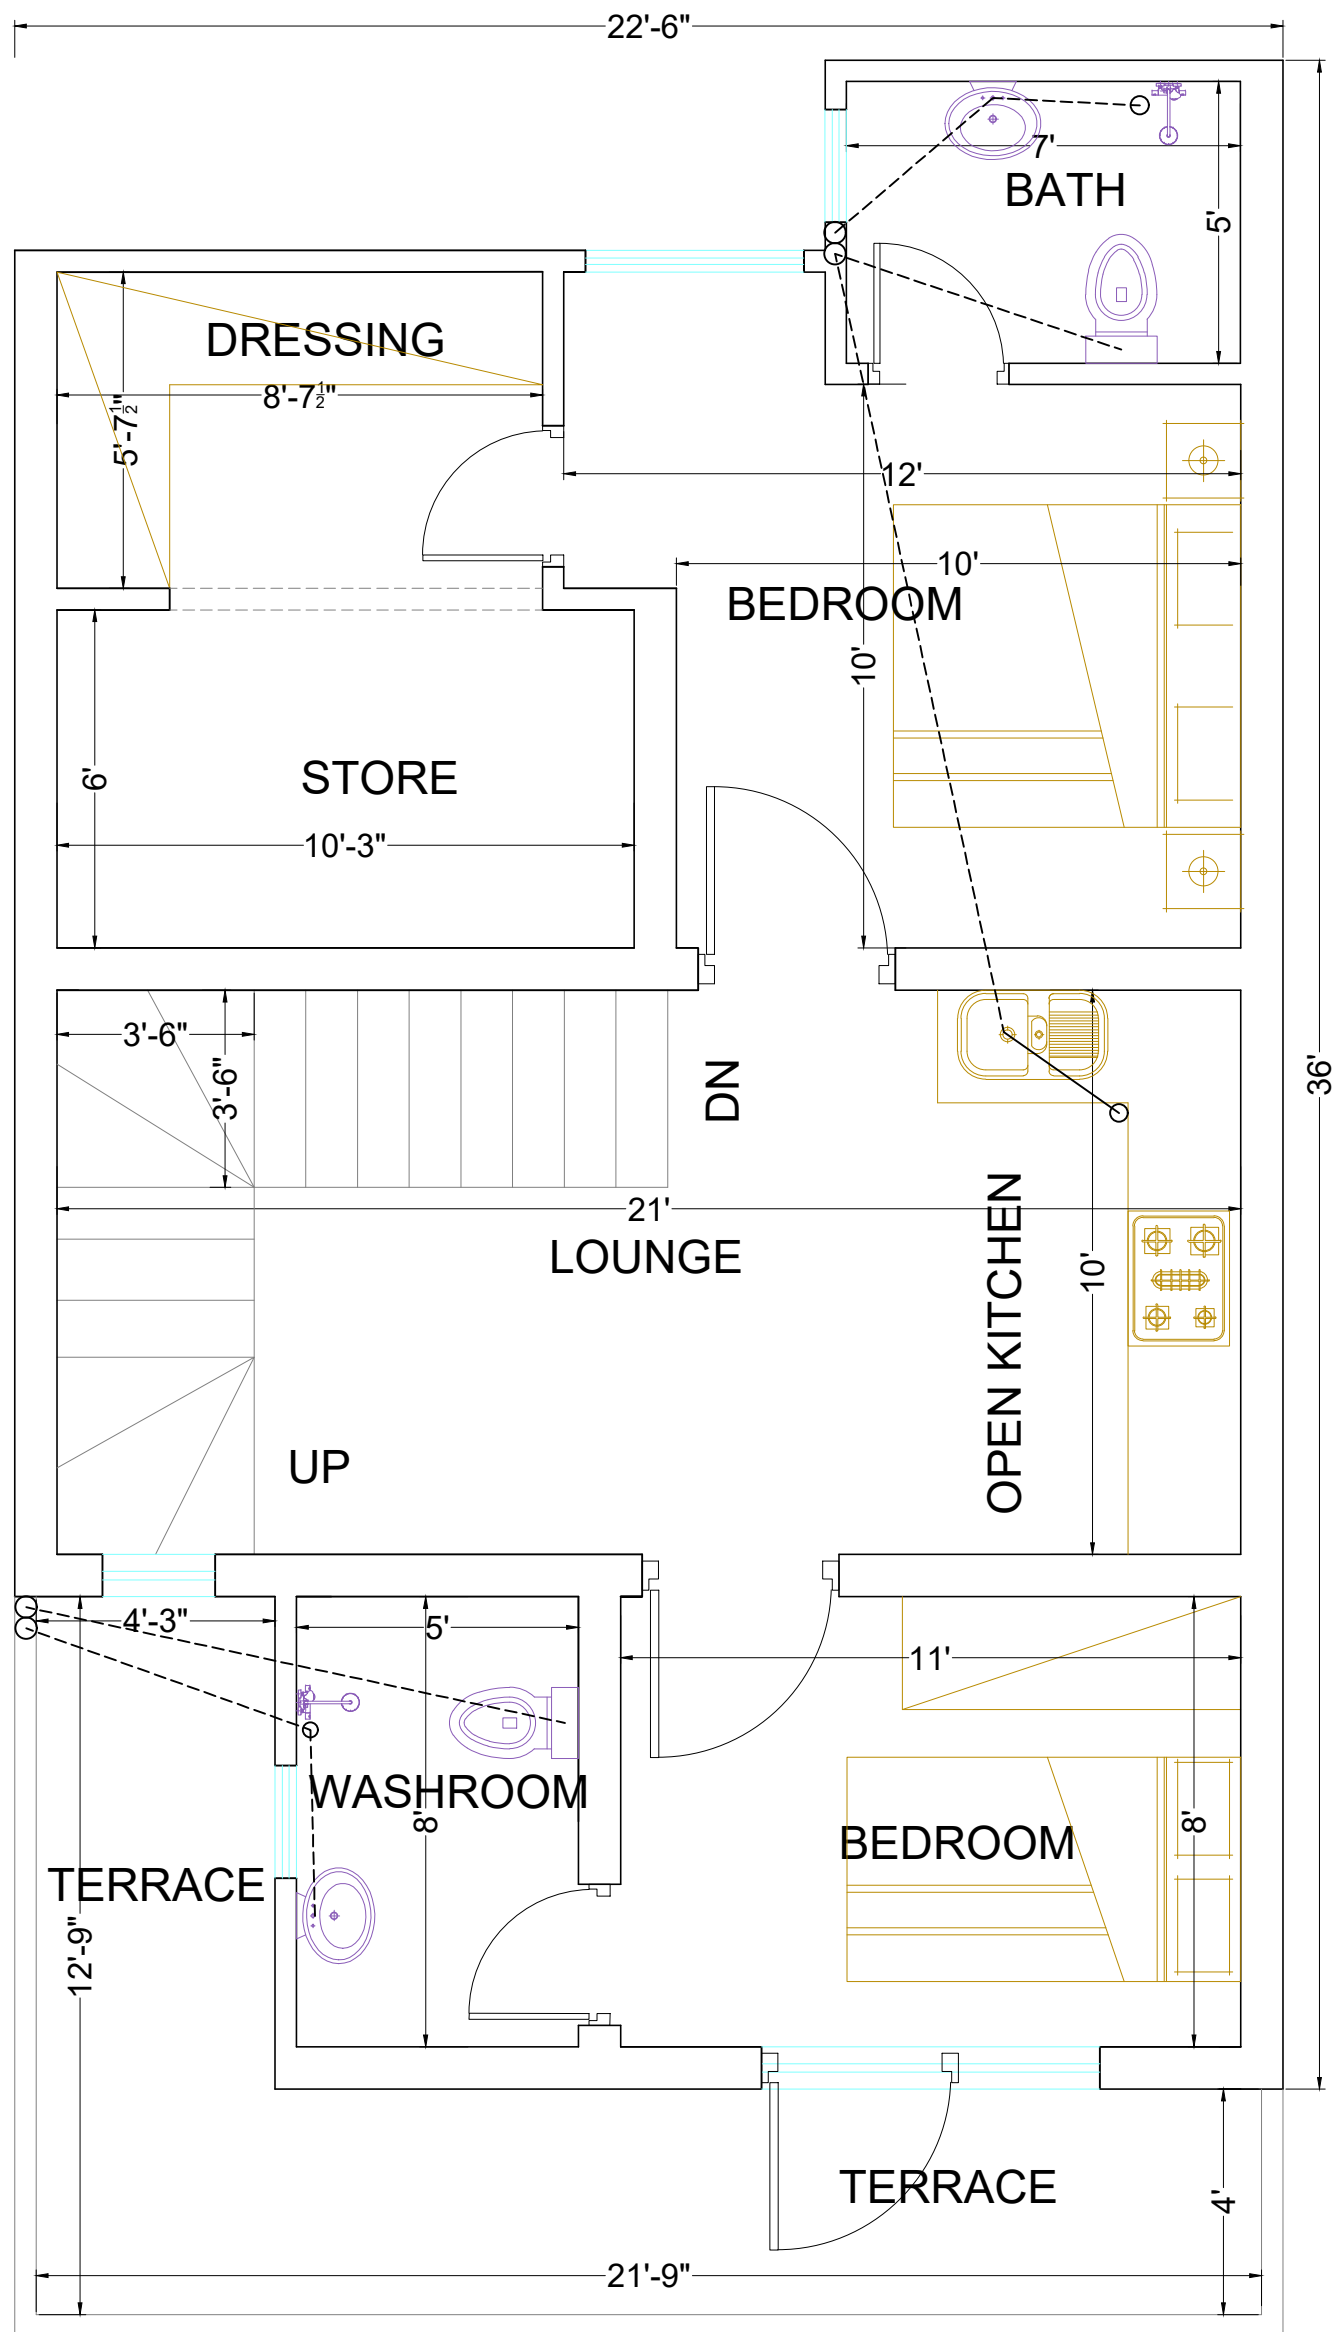 22'-6"
7'
BATH
5'
DRESSING
8'-7½"
5'-7½"
12'
10'
BEDROOM
10'
STORE
6'
10'-3"
3'-6"
3'-6"
DN
36'
21'
LOUNGE
OPEN KITCHEN
10'
UP
4'-3"
5'
11'
WASHROOM
8'
8'
BEDROOM
TERRACE
12'-9"
TERRACE
4'
21'-9"